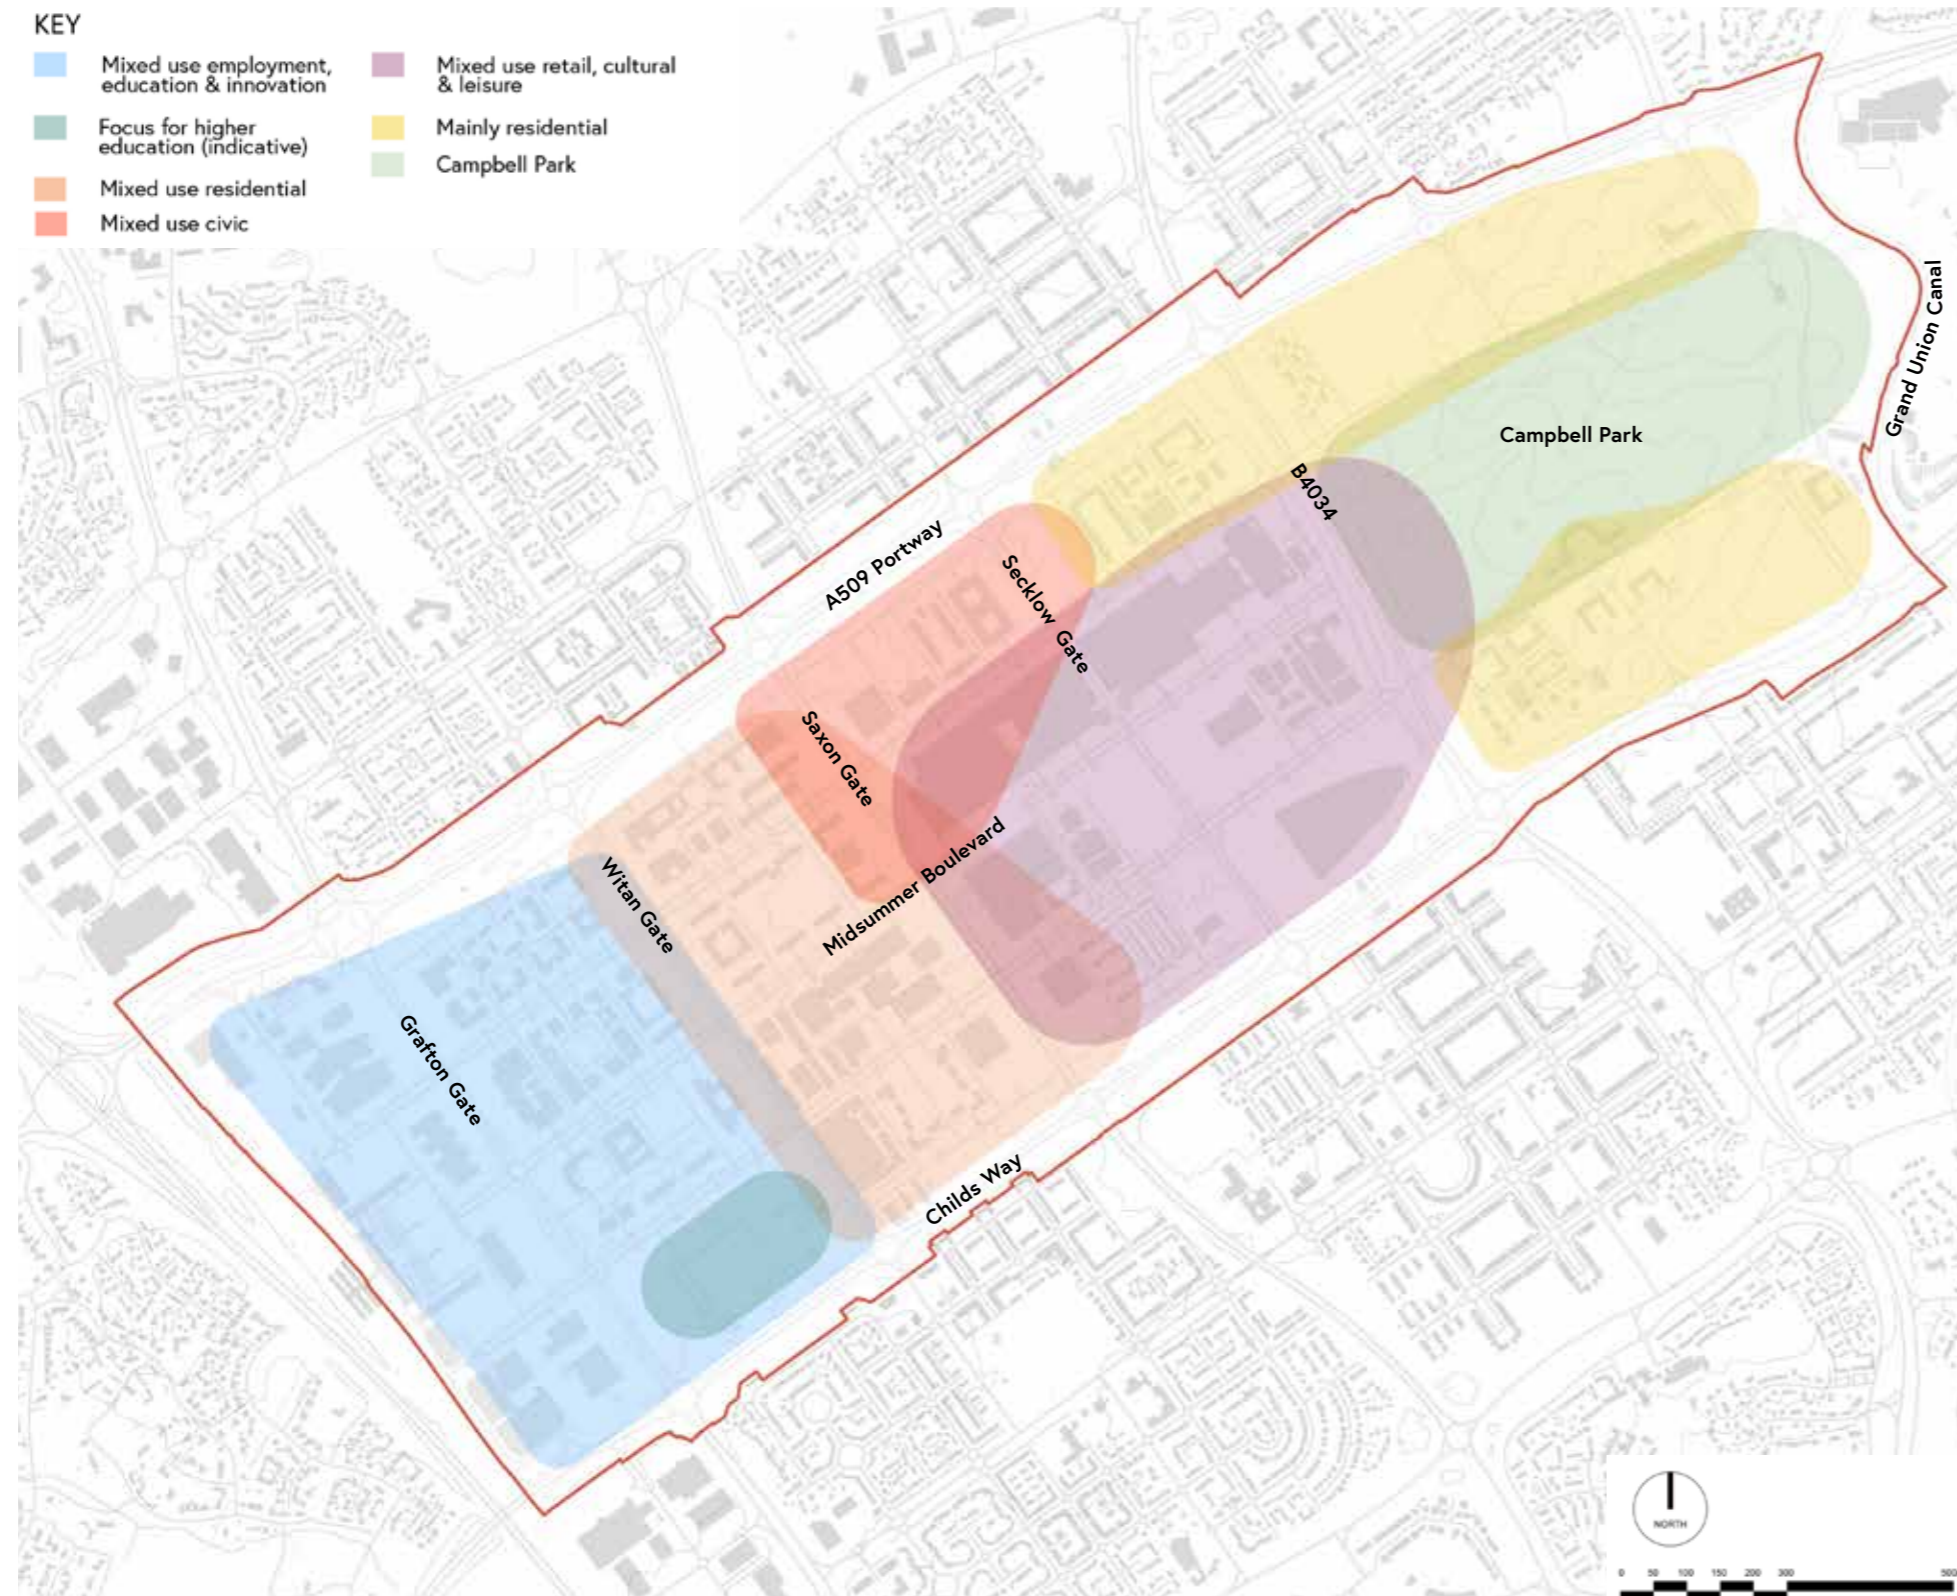 KEY
Mixed use employment,
education & innovation
Focus for higher
education (indicative)
Mixed use residential
Mixed use civic
Mixed use retail, cultural
& leisure
Mainly residential
Campbell Park
Grand Union Canal
Campbell Park
B4034
A509 Portway
Secklow Gate
Saxon Gate
Midsummer Boulevard
Witan Gate
Grafton Gate
Childs Way
NORTH
0 50 100 150 200 300